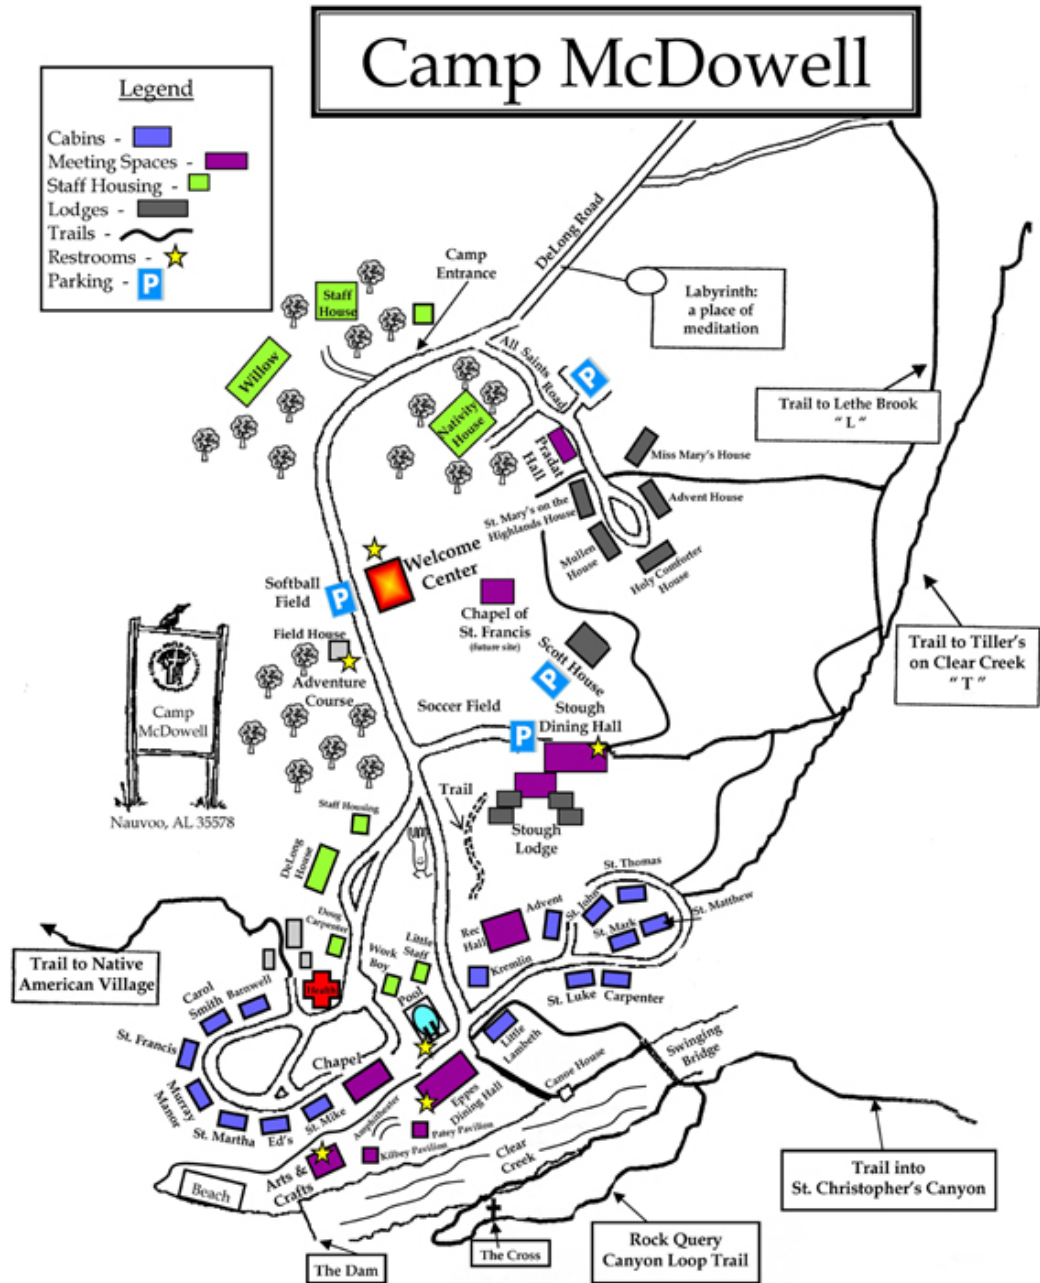 Camp McDowell
Legend
Cabins -
Meeting Spaces -
Staff Housing -
Lodges -
Trails -
Restrooms -
Parking - P
DeLong Road
Camp
Entrance
Labyrinth:
a place of
meditation
Staff
House
Willow
All Saints
Road
P
Nativity
House
Trail to Lethe Brook
“ L ”
Pradat
Hall
Miss Mary's House
Advent House
St. Mary's on the
Highlands House
Mullen
House
Holy Comforter
House
Welcome
Center
Softball
Field
P
Chapel of
St. Francis
(future site)
Field House
Adventure
Course
Scott House
P
Trail to Tiller's
on Clear Creek
“ T ”
Camp
McDowell
Nauvoo, AL 35578
Soccer Field
Stough
Dining Hall
P
Trail
Stough
Lodge
Staff Housing
DeLong
House
St. Thomas
St. John
St. Matthew
St. Mark
Advent
Rec
Hall
Kremlin
St. Luke
Carpenter
Doug
Carpenter
Work
Boy
Little
Staff
Pool
Health
Trail to Native
American Village
Carol
Smith
Barnwell
St. Francis
Murray
Manor
St. Martha
Ed's
St. Mike
Chapel
Little
Lambeth
Canoe House
Swinging
Bridge
Eppes
Dining Hall
Amphitheater
Patey Pavilion
Kilbey Pavilion
Arts &
Crafts
Beach
Clear
Creek
Trail into
St. Christopher's Canyon
The Dam
The Cross
Rock Query
Canyon Loop Trail